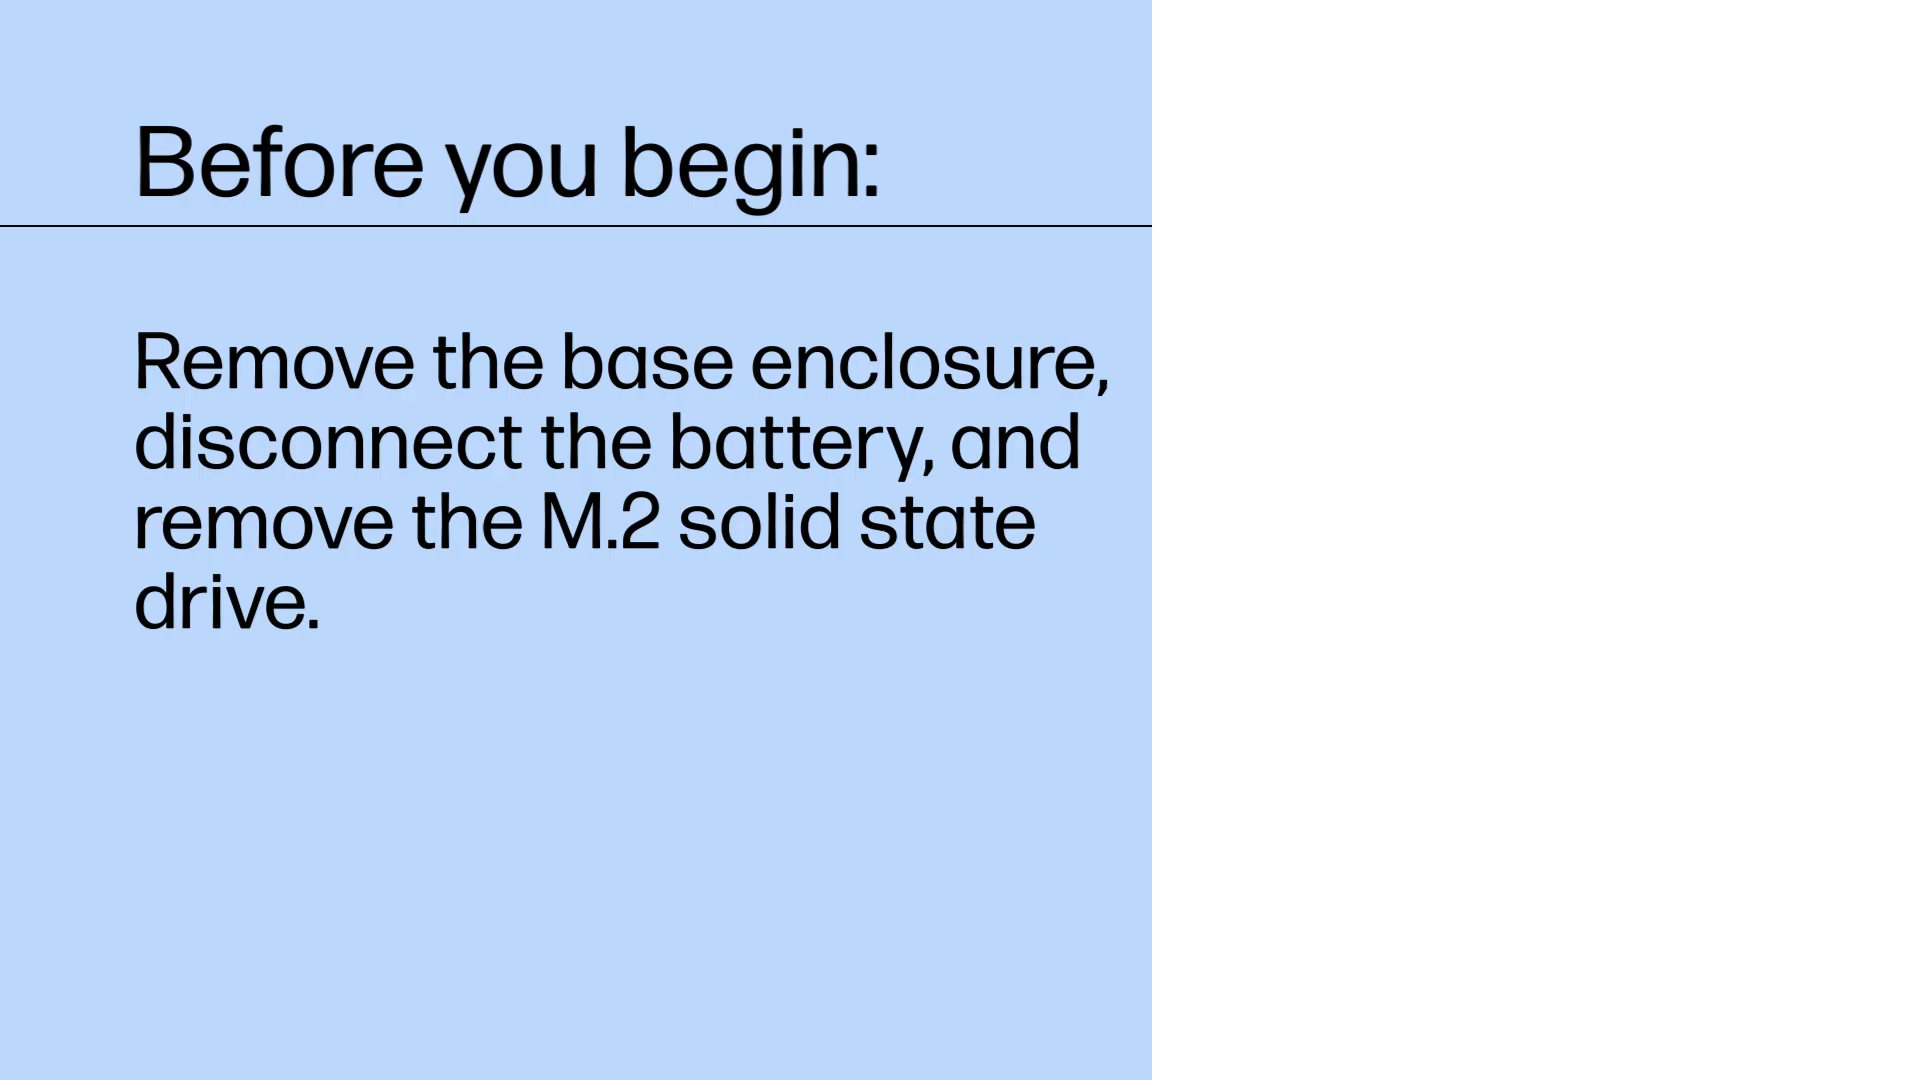 Before you begin:
Remove the base enclosure,
disconnect the battery, and
remove the M.2 solid state
drive.